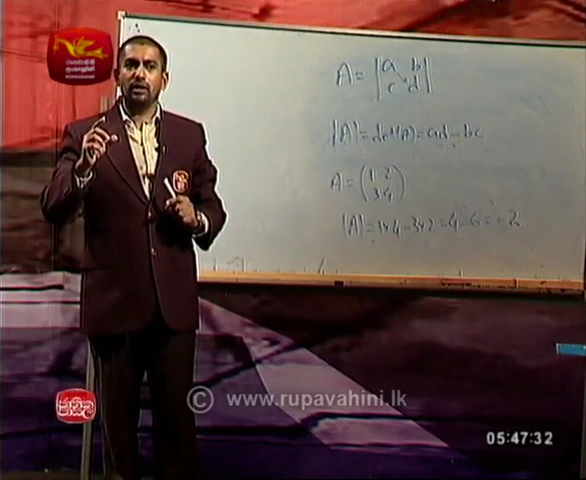 A = |a b|
|c d|
|A| = det(A) = ad - bc
A = (1 2)
(3 4)
|A| = 1×4 - 3×2 = 4 - 6 = -2
© www.rupavahini.lk
05:47:32